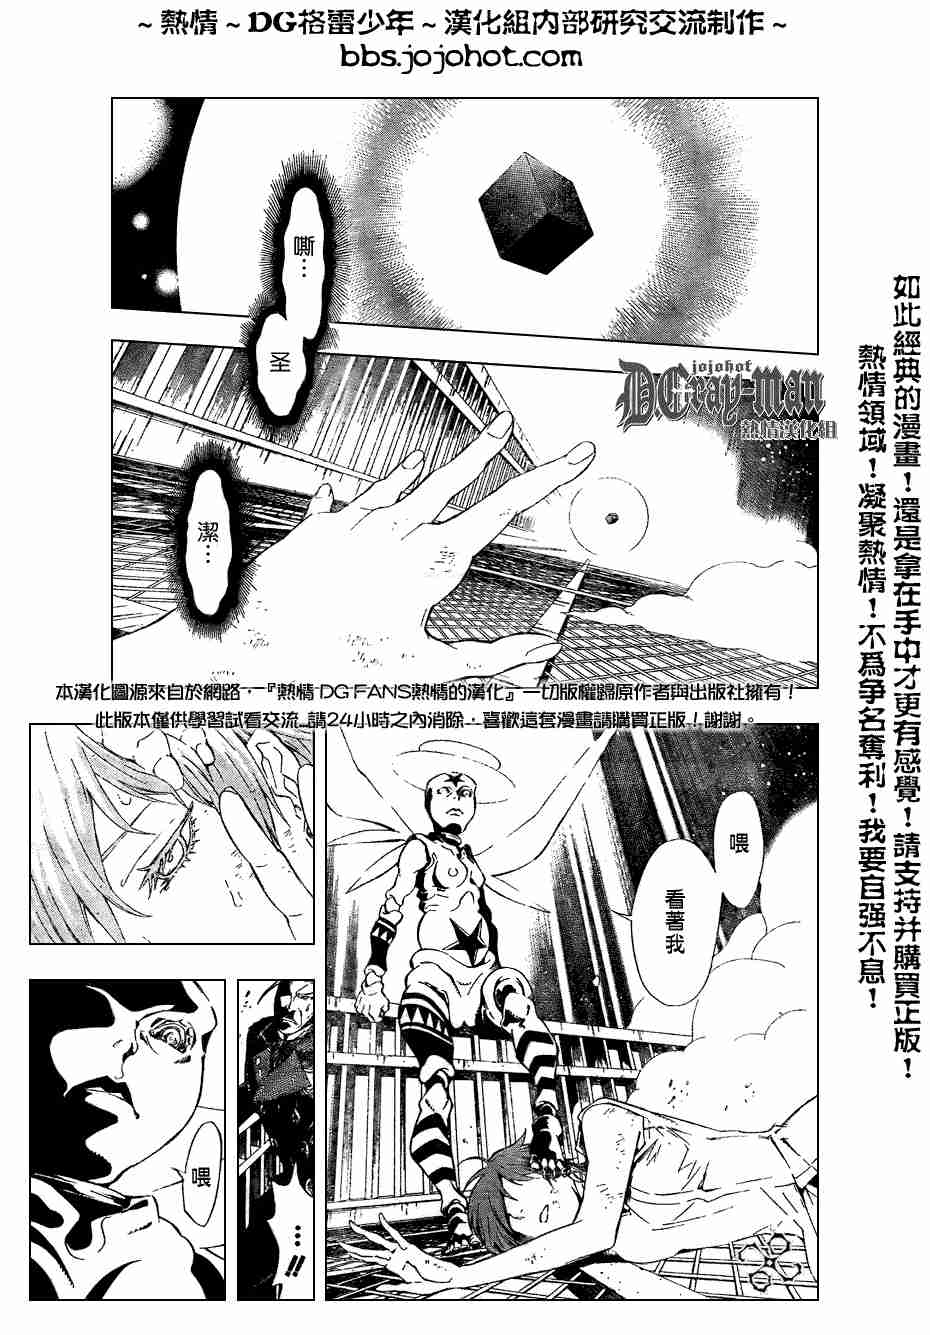 ~熱情~DG格雷少年~漢化組內部研究交流制作~
bbs.jojohot.com
嘶…
圣
潔…
jojohot
D.Gray-man
熱情漢化組
本漢化圖源來自於網路，『熱情 DG FANS熱情的漢化』一切版權歸原作者與出版社擁有！
此版本僅供學習試看交流，請24小時之內消除，喜歡這套漫畫請購買正版！謝謝。
喂
看著我
…!!
喂
如此經典的漫畫！還是拿在手中才更有感覺！請支持并購買正版！
熱情領域！凝聚熱情！不爲争名奪利！我要自强不息！